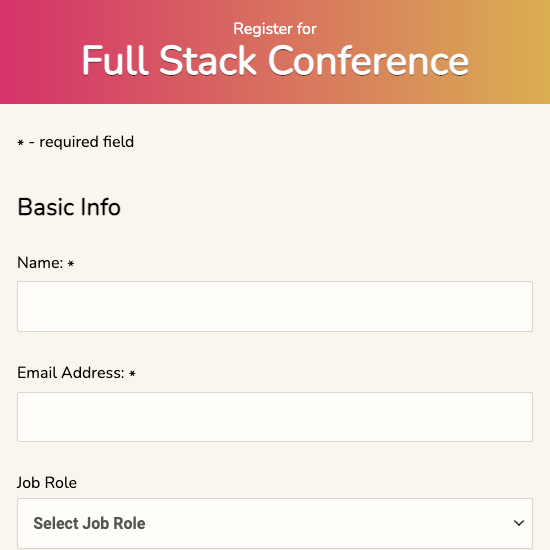 Register for
Full Stack Conference
* - required field
Basic Info
Name: *
Email Address: *
Job Role
Select Job Role